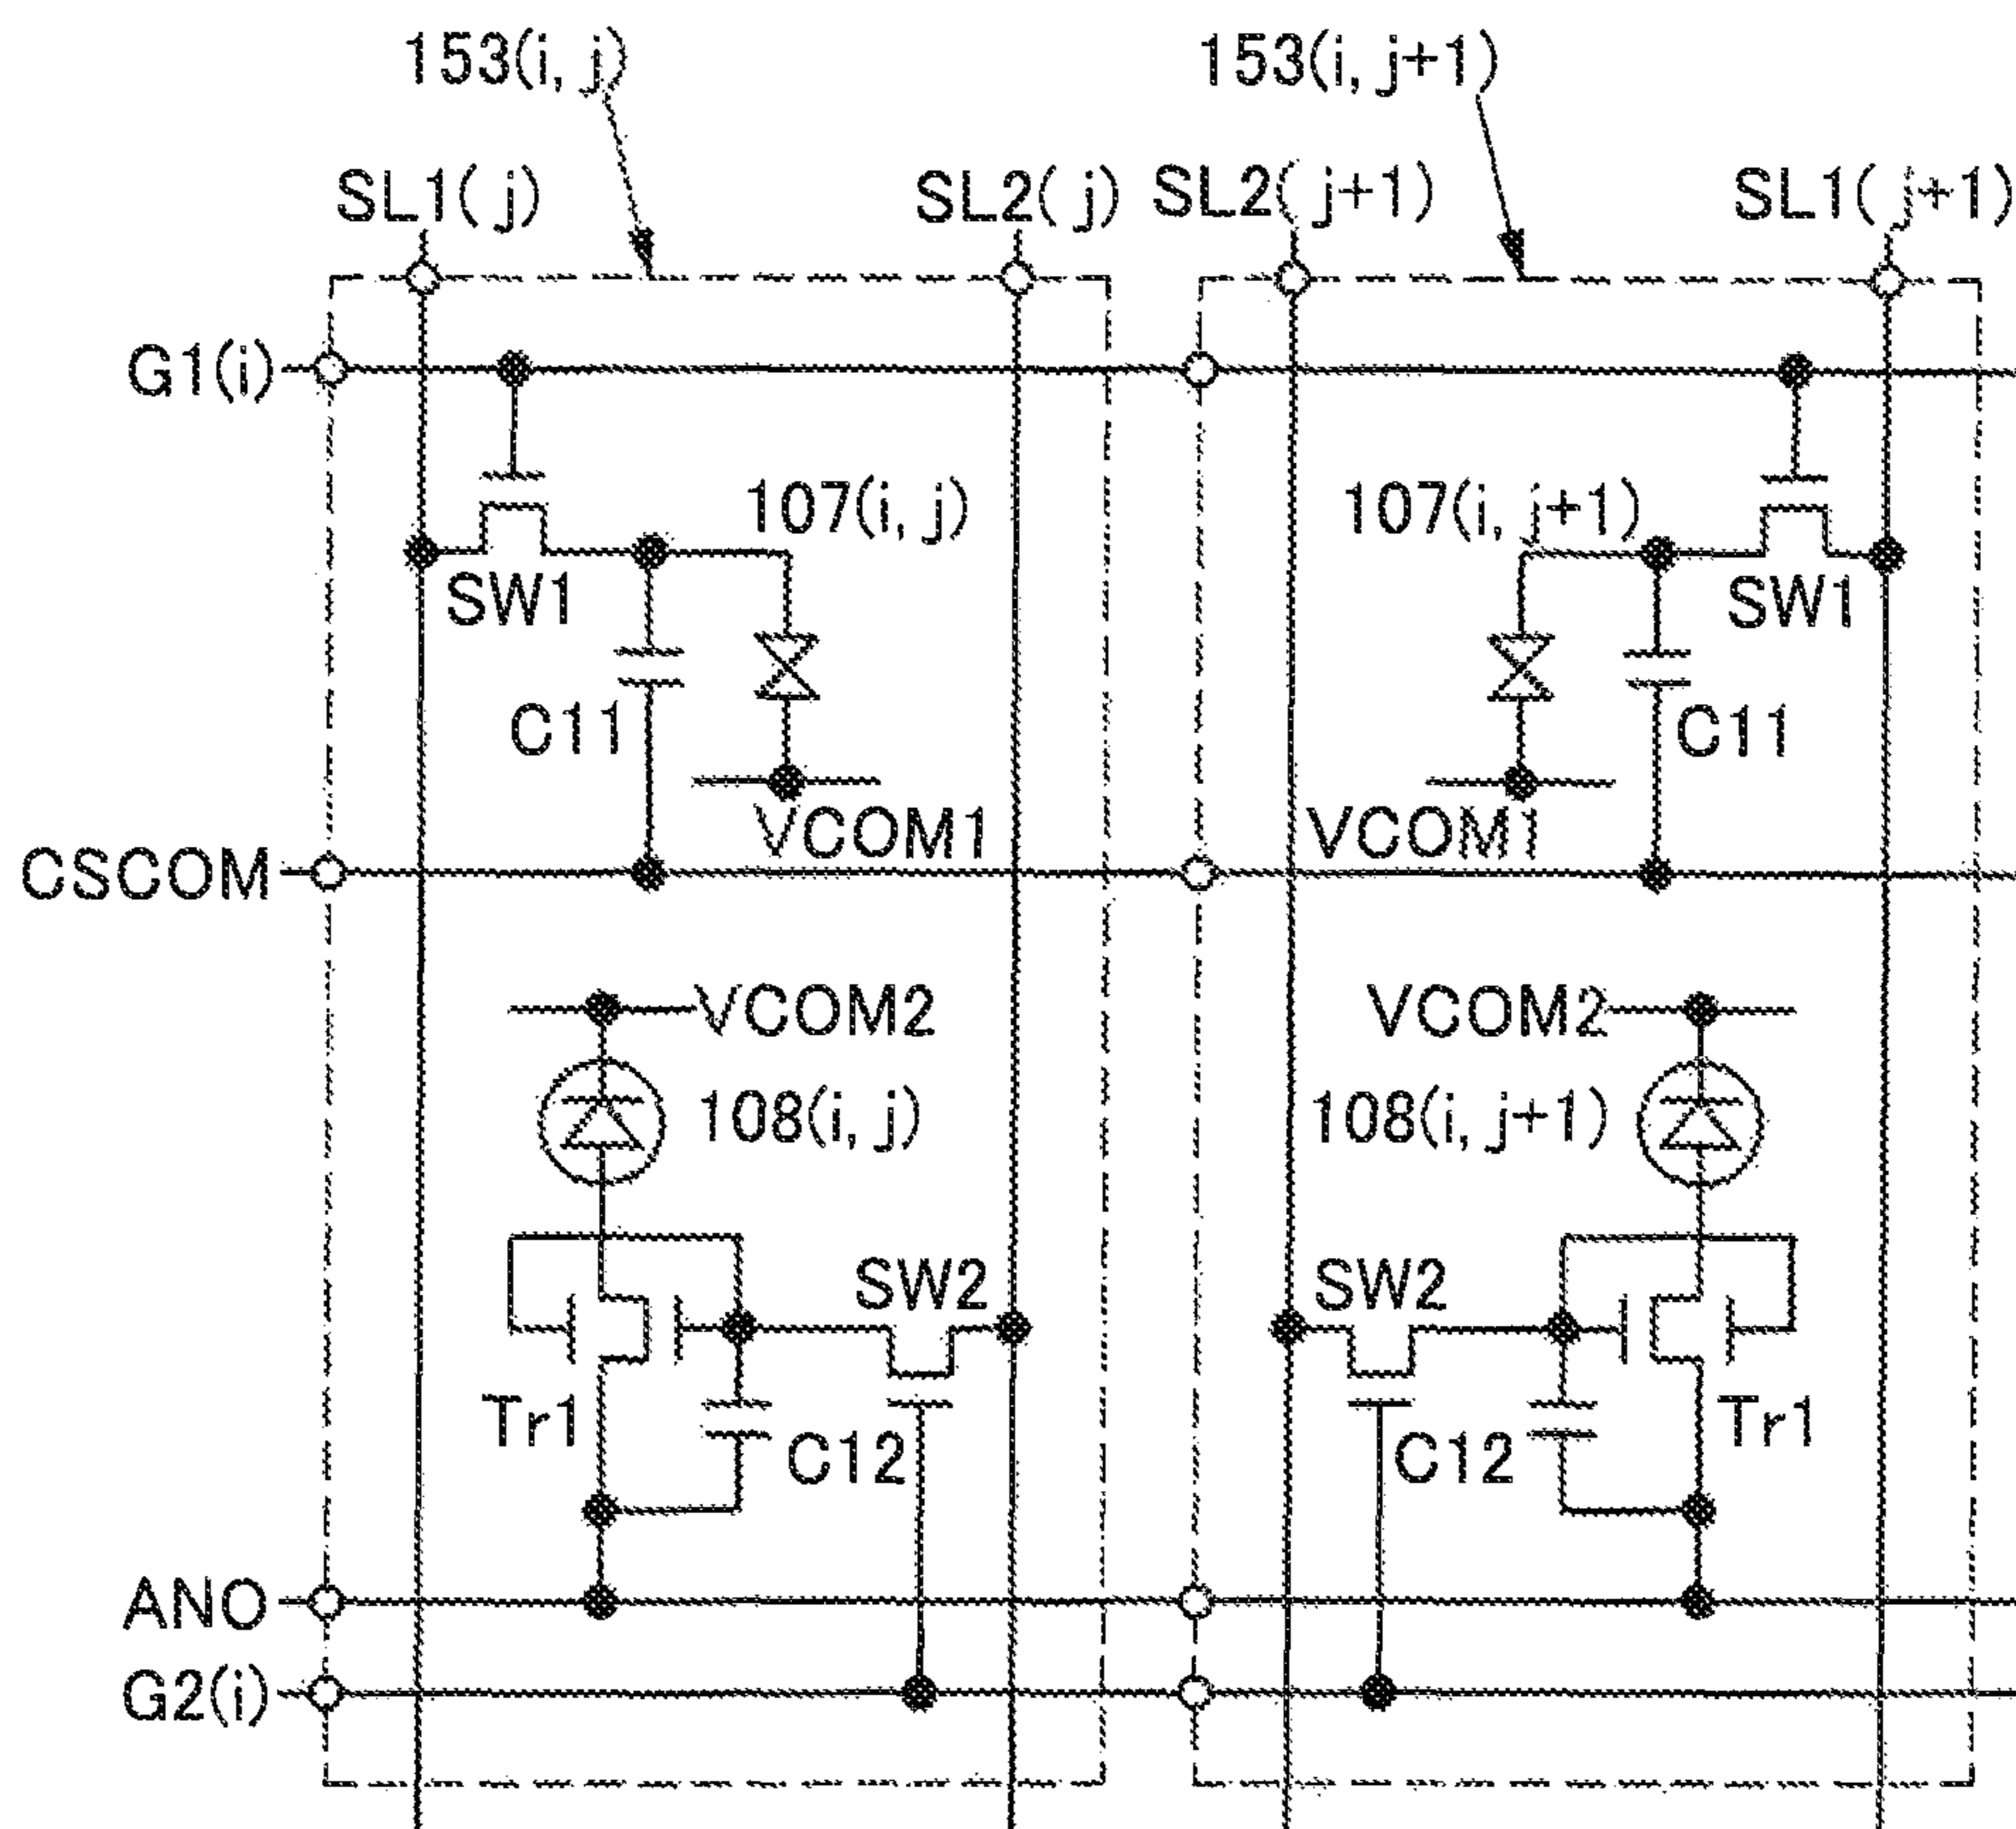 153(i, j)
153(i, j+1)
SL1(j)
SL2(j)
SL2(j+1)
SL1(j+1)
G1(i)
107(i, j)
107(i, j+1)
SW1
SW1
C11
C11
VCOM1
VCOM1
CSCOM
VCOM2
VCOM2
108(i, j)
108(i, j+1)
SW2
SW2
Tr1
C12
C12
Tr1
ANO
G2(i)